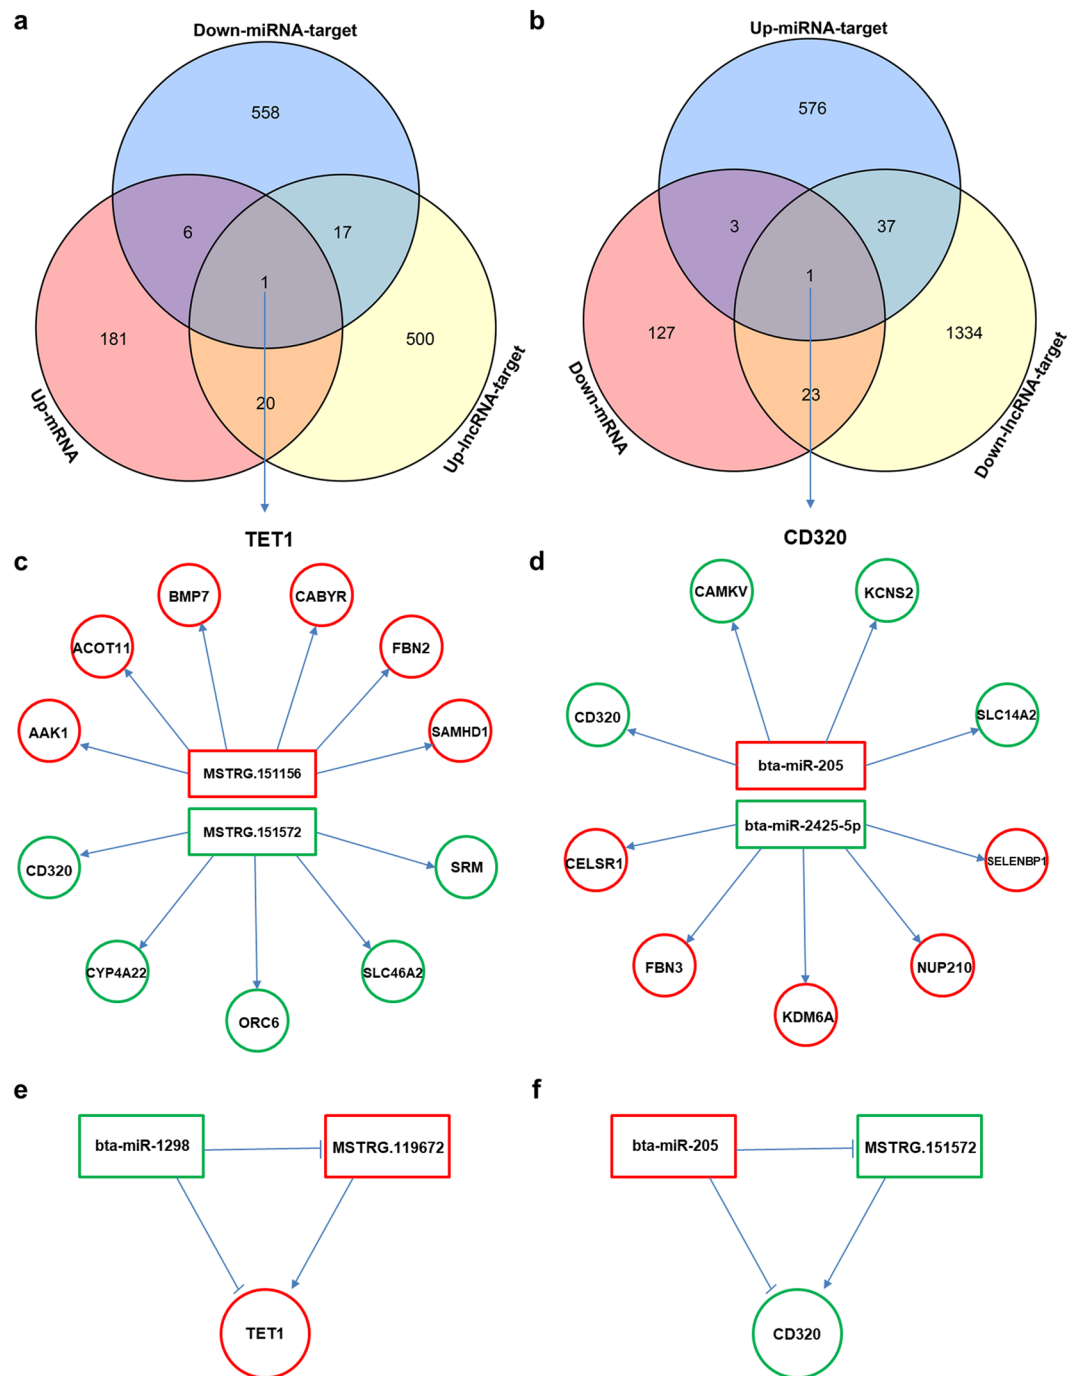 a
b
Down-miRNA-target
Up-miRNA-target
558
6
17
1
181
500
20
Up-mRNA
Up-lncRNA-target
576
3
37
1
127
1334
23
Down-mRNA
Down-lncRNA-target
TET1
CD320
c
BMP7
CABYR
ACOT11
FBN2
AAK1
SAMHD1
MSTRG.151156
MSTRG.151572
CD320
SRM
CYP4A22
SLC46A2
ORC6
d
CAMKV
KCNS2
CD320
SLC14A2
bta-miR-205
bta-miR-2425-5p
CELSR1
SELENBP1
FBN3
NUP210
KDM6A
e
bta-miR-1298
MSTRG.119672
TET1
f
bta-miR-205
MSTRG.151572
CD320